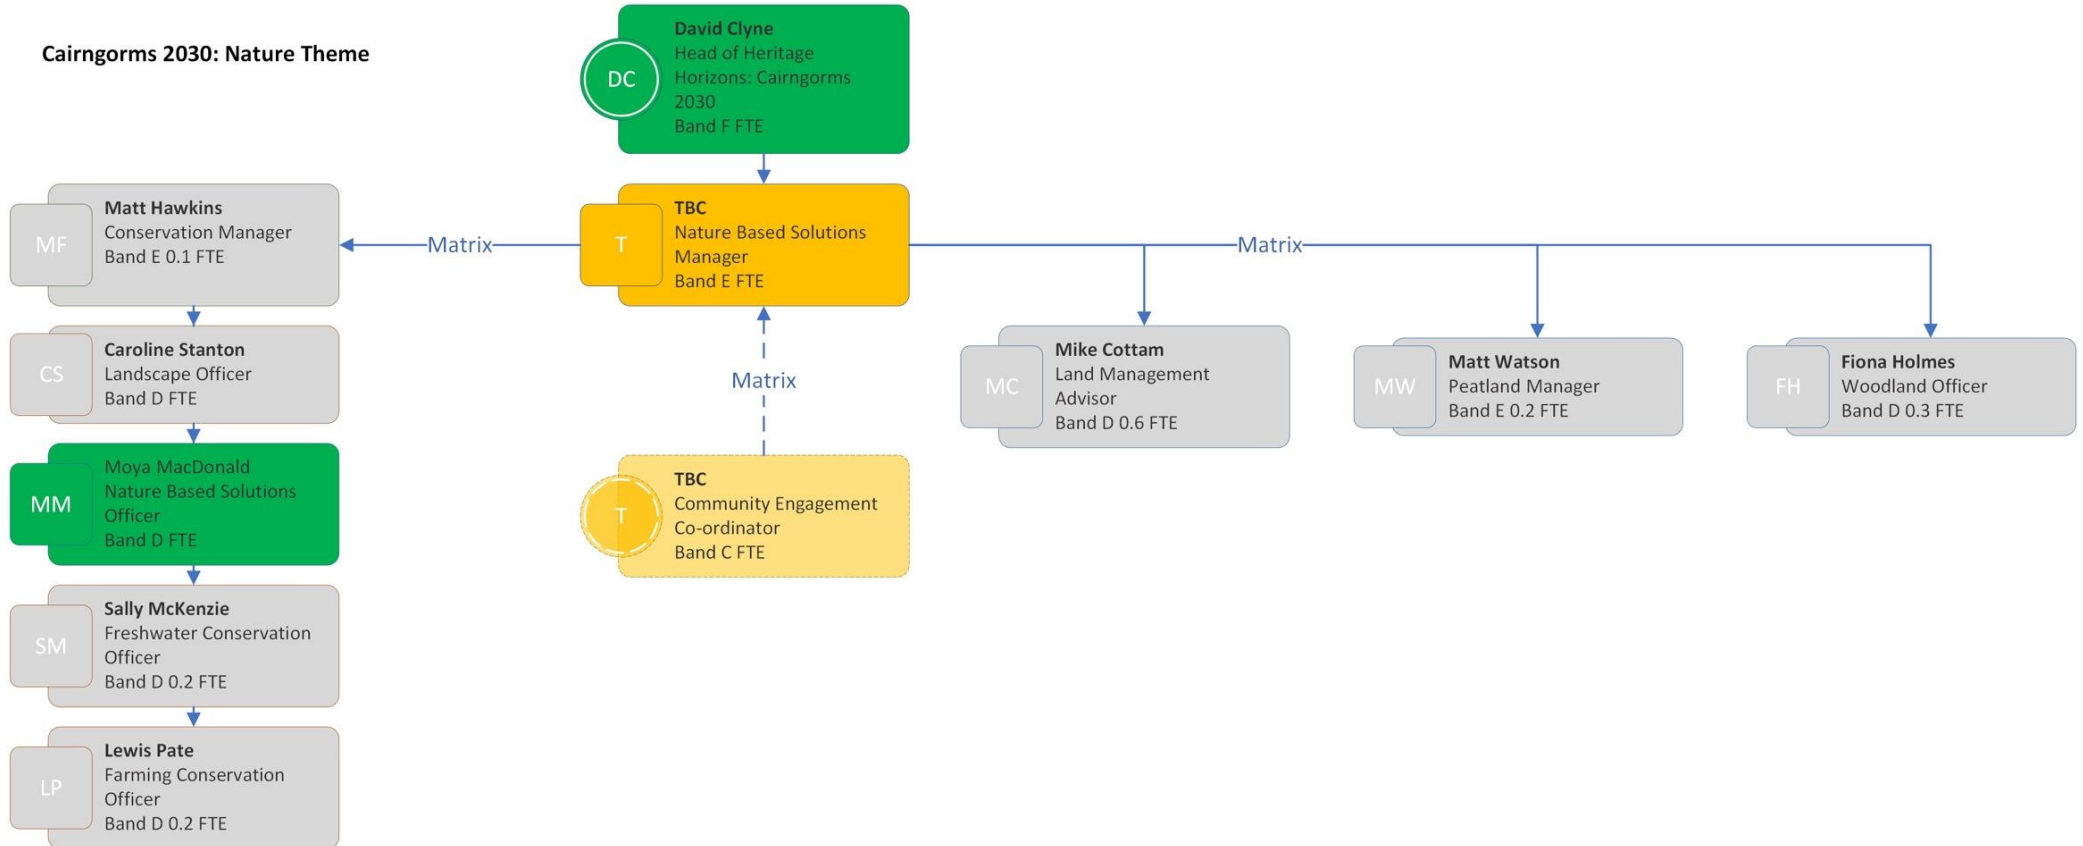 Cairngorms 2030: Nature Theme
DC
David Clyne
Head of Heritage
Horizons: Cairngorms
2030
Band F FTE
MF
Matt Hawkins
Conservation Manager
Band E 0.1 FTE
Matrix
T
TBC
Nature Based Solutions
Manager
Band E FTE
Matrix
CS
Caroline Stanton
Landscape Officer
Band D FTE
Matrix
MC
Mike Cottam
Land Management
Advisor
Band D 0.6 FTE
MW
Matt Watson
Peatland Manager
Band E 0.2 FTE
FH
Fiona Holmes
Woodland Officer
Band D 0.3 FTE
MM
Moya MacDonald
Nature Based Solutions
Officer
Band D FTE
T
TBC
Community Engagement
Co-ordinator
Band C FTE
SM
Sally McKenzie
Freshwater Conservation
Officer
Band D 0.2 FTE
LP
Lewis Pate
Farming Conservation
Officer
Band D 0.2 FTE